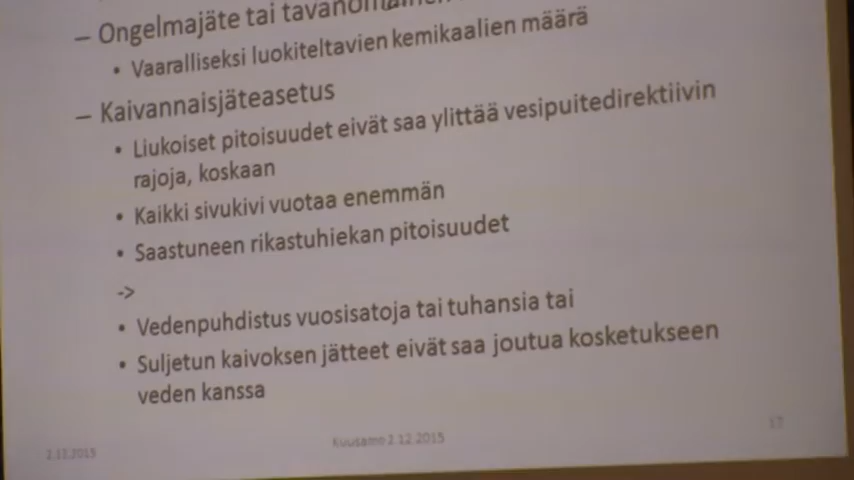 – Ongelmajäte tai tavanomainen
• Vaaralliseksi luokiteltavien kemikaalien määrä
– Kaivannaisjäteasetus
• Liukoiset pitoisuudet eivät saa ylittää vesipuitedirektiivin
rajoja, koskaan
• Kaikki sivukivi vuotaa enemmän
• Saastuneen rikastuhiekan pitoisuudet
->
• Vedenpuhdistus vuosisatoja tai tuhansia tai
• Suljetun kaivoksen jätteet eivät saa joutua kosketukseen
veden kanssa
Kuusamo 2.12.2015
17